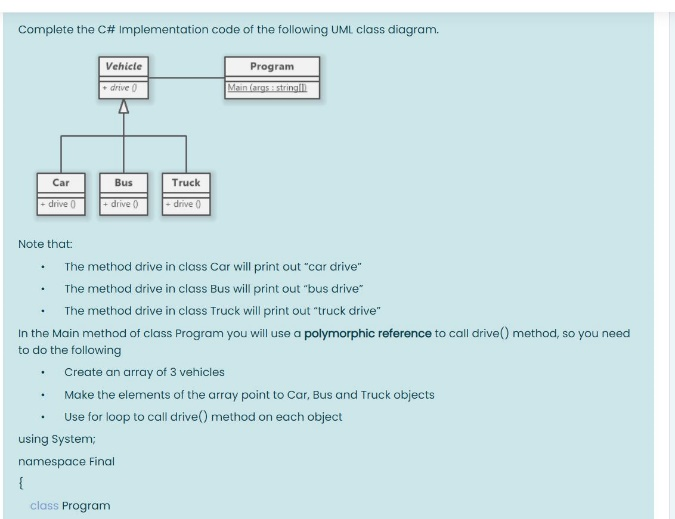 Complete the C# Implementation code of the following UML class diagram.
Vehicle
+ drive ()
Program
Main (args : string[])
Car
+ drive ()
Bus
+ drive ()
Truck
+ drive ()
Note that:
• The method drive in class Car will print out “car drive”
• The method drive in class Bus will print out “bus drive”
• The method drive in class Truck will print out “truck drive”
In the Main method of class Program you will use a polymorphic reference to call drive() method, so you need
to do the following
• Create an array of 3 vehicles
• Make the elements of the array point to Car, Bus and Truck objects
• Use for loop to call drive() method on each object
using System;
namespace Final
{
class Program